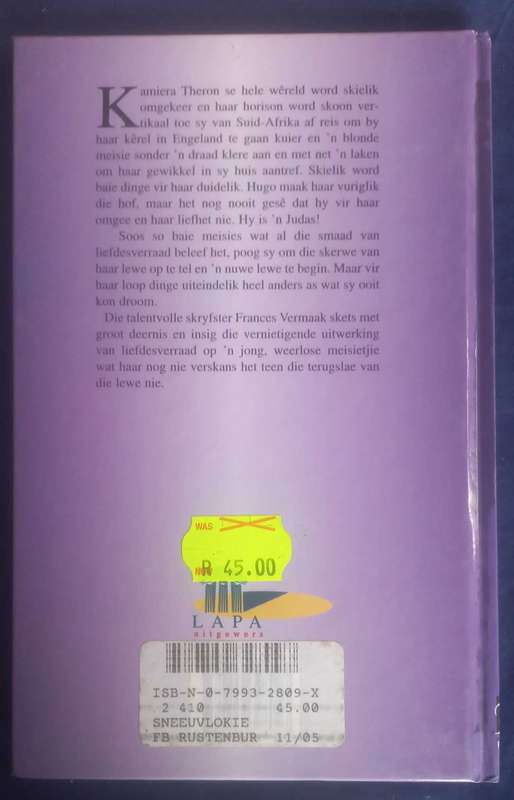 Kamiera Theron se hele wêreld word skielik
omgekeer en haar horison word skoon ver-
tikaal toe sy van Suid-Afrika af reis om by
haar kêrel in Engeland te gaan kuier en 'n blonde
meisie sonder 'n draad klere aan en met net 'n laken
om haar gewikkel in sy huis aantref. Skielik word
baie dinge vir haar duidelik. Hugo maak haar vuriglik
die hof, maar het nog nooit gesê dat hy vir haar
omgee en haar liefhet nie. Hy is 'n Judas!
Soos so baie meisies wat al die smaad van
liefdesverraad beleef het, poog sy om die skerwe van
haar lewe op te tel en 'n nuwe lewe te begin. Maar vir
haar loop dinge uiteindelik heel anders as wat sy ooit
kon droom.
Die talentvolle skryfster Frances Vermaak skets met
groot deernis en insig die vernietigende uitwerking
van liefdesverraad op 'n jong, weerlose meisietjie
wat haar nog nie verskans het teen die terugslae van
die lewe nie.
WAS
NOW R 45.00
LAPA
uitgewers
ISB-N-0-7993-2809-X
2 410 45.00
SNEEUVLOKIE
FB RUSTENBUR 11/05